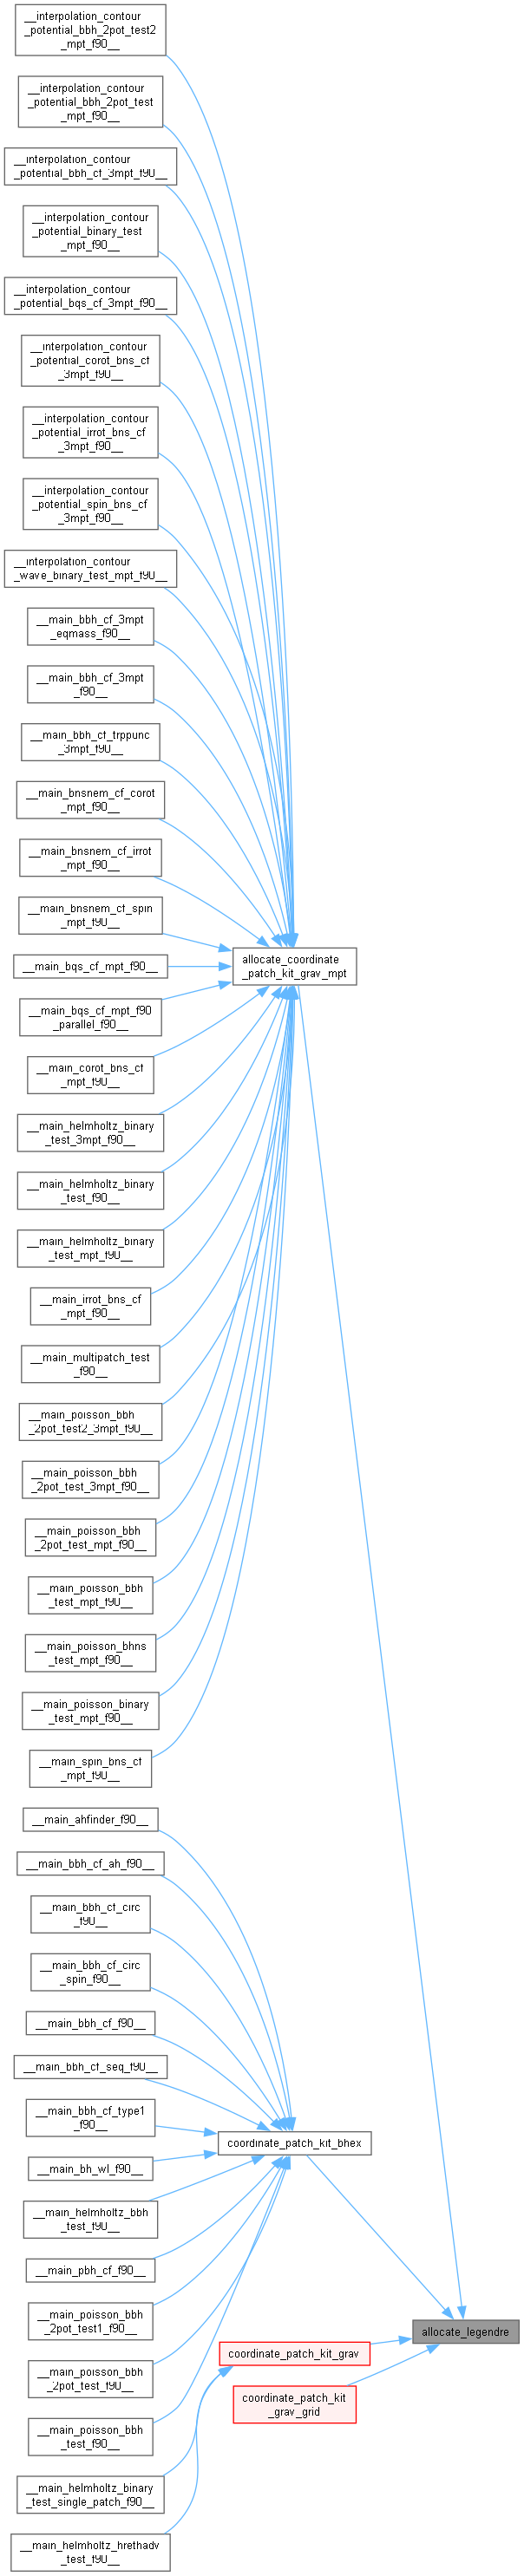 __interpolation_contour
_potential_bbh_2pot_test2
_mpt_f90__
__interpolation_contour
_potential_bbh_2pot_test
_mpt_f90__
__interpolation_contour
_potential_bbh_cf_3mpt_f90__
__interpolation_contour
_potential_binary_test
_mpt_f90__
__interpolation_contour
_potential_bqs_cf_3mpt_f90__
__interpolation_contour
_potential_corot_bns_cf
_3mpt_f90__
__interpolation_contour
_potential_irrot_bns_cf
_3mpt_f90__
__interpolation_contour
_potential_spin_bns_cf
_3mpt_f90__
__interpolation_contour
_wave_binary_test_mpt_f90__
__main_bbh_cf_3mpt
_eqmass_f90__
__main_bbh_cf_3mpt
_f90__
__main_bbh_cf_trppunc
_3mpt_f90__
__main_bnsnem_cf_corot
_mpt_f90__
__main_bnsnem_cf_irrot
_mpt_f90__
__main_bnsnem_cf_spin
_mpt_f90__
allocate_coordinate
_patch_kit_grav_mpt
__main_bqs_cf_mpt_f90__
__main_bqs_cf_mpt_f90
_parallel_f90__
__main_corot_bns_cf
_mpt_f90__
__main_helmholtz_binary
_test_3mpt_f90__
__main_helmholtz_binary
_test_f90__
__main_helmholtz_binary
_test_mpt_f90__
__main_irrot_bns_cf
_mpt_f90__
__main_multipatch_test
_f90__
__main_poisson_bbh
_2pot_test2_3mpt_f90__
__main_poisson_bbh
_2pot_test_3mpt_f90__
__main_poisson_bbh
_2pot_test_mpt_f90__
__main_poisson_bbh
_test_mpt_f90__
__main_poisson_bhns
_test_mpt_f90__
__main_poisson_binary
_test_mpt_f90__
__main_spin_bns_cf
_mpt_f90__
__main_ahfinder_f90__
__main_bbh_cf_ah_f90__
__main_bbh_cf_circ
_f90__
__main_bbh_cf_circ
_spin_f90__
__main_bbh_cf_f90__
__main_bbh_cf_seq_f90__
__main_bbh_cf_type1
_f90__
coordinate_patch_kit_bhex
__main_bh_wl_f90__
__main_helmholtz_bbh
_test_f90__
__main_pbh_cf_f90__
__main_poisson_bbh
_2pot_test1_f90__
allocate_legendre
coordinate_patch_kit_grav
__main_poisson_bbh
_2pot_test_f90__
coordinate_patch_kit
_grav_grid
__main_poisson_bbh
_test_f90__
__main_helmholtz_binary
_test_single_patch_f90__
__main_helmholtz_hrethadv
_test_f90__